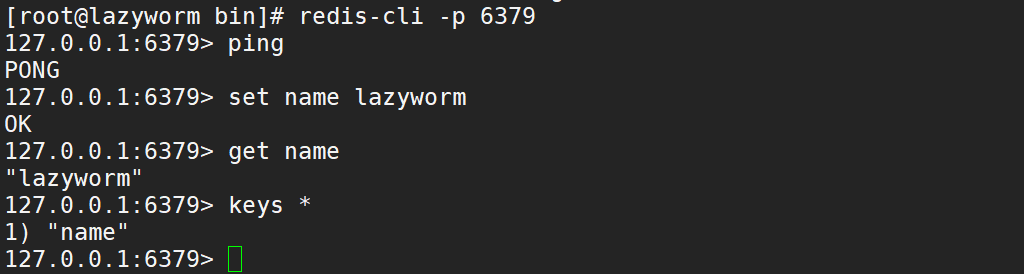 [root@lazyworm bin]# redis-cli -p 6379
127.0.0.1:6379> ping
PONG
127.0.0.1:6379> set name lazyworm
OK
127.0.0.1:6379> get name
"lazyworm"
127.0.0.1:6379> keys *
1) "name"
127.0.0.1:6379>